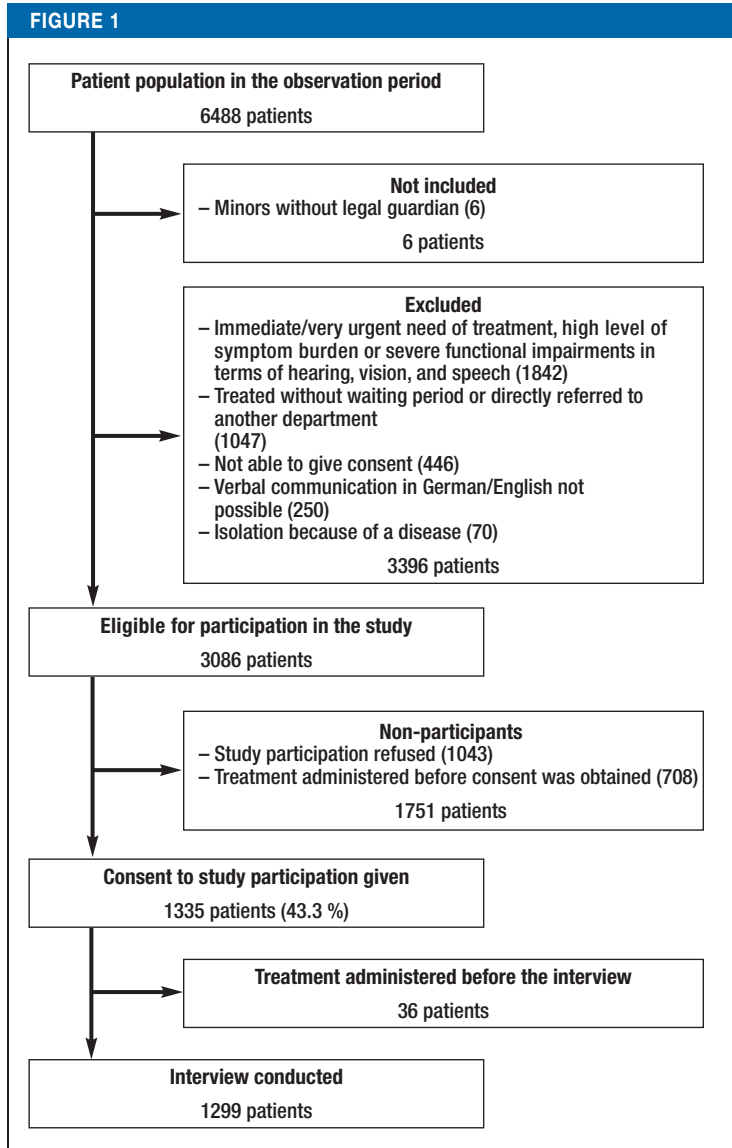 FIGURE 1
Patient population in the observation period
6488 patients
Not included
– Minors without legal guardian (6)
6 patients
Excluded
– Immediate/very urgent need of treatment, high level of
symptom burden or severe functional impairments in
terms of hearing, vision, and speech (1842)
– Treated without waiting period or directly referred to
another department
(1047)
– Not able to give consent (446)
– Verbal communication in German/English not
possible (250)
– Isolation because of a disease (70)
3396 patients
Eligible for participation in the study
3086 patients
Non-participants
– Study participation refused (1043)
– Treatment administered before consent was obtained (708)
1751 patients
Consent to study participation given
1335 patients (43.3 %)
Treatment administered before the interview
36 patients
Interview conducted
1299 patients